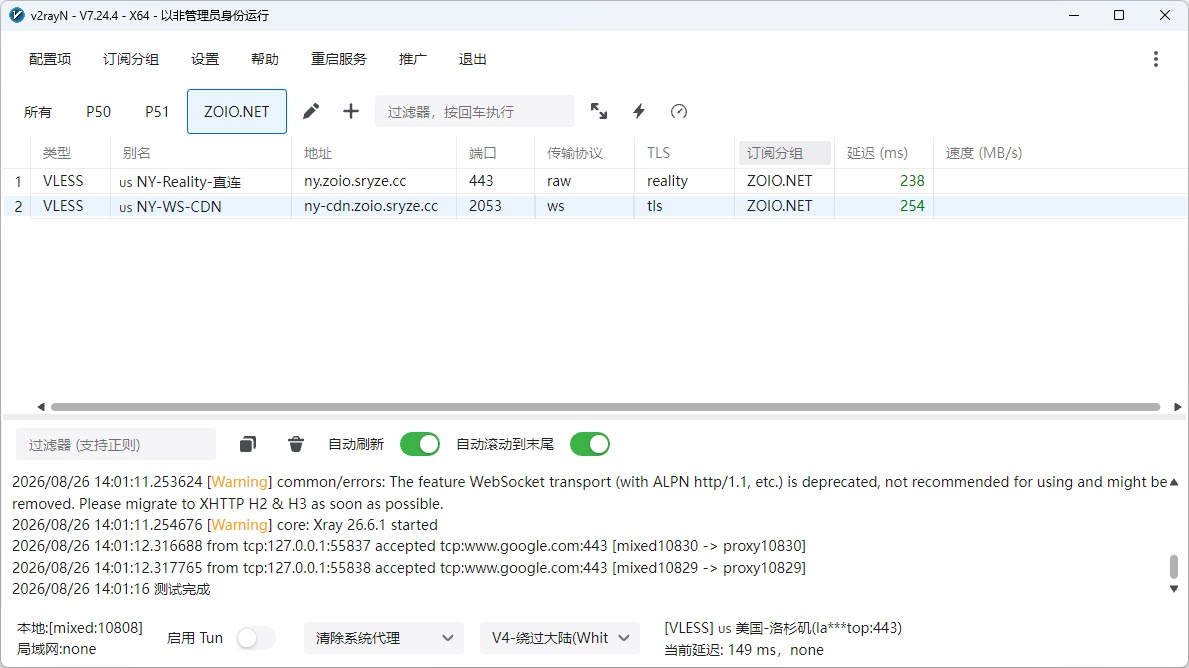 v2rayN - V7.24.4 - X64 - 以非管理员身份运行
配置项 订阅分组 设置 帮助 重启服务 推广 退出
所有 P50 P51 ZOIO.NET 过滤器，按回车执行
类型 别名 地址 端口 传输协议 TLS 订阅分组 延迟 (ms) 速度 (MB/s)
1 VLESS us NY-Reality-直连 ny.zoio.sryze.cc 443 raw reality ZOIO.NET 238
2 VLESS us NY-WS-CDN ny-cdn.zoio.sryze.cc 2053 ws tls ZOIO.NET 254
过滤器 (支持正则) 自动刷新 自动滚动到末尾
2026/08/26 14:01:11.253624 [Warning] common/errors: The feature WebSocket transport (with ALPN http/1.1, etc.) is deprecated, not recommended for using and might be
removed. Please migrate to XHTTP H2 & H3 as soon as possible.
2026/08/26 14:01:11.254676 [Warning] core: Xray 26.6.1 started
2026/08/26 14:01:12.316688 from tcp:127.0.0.1:55837 accepted tcp:www.google.com:443 [mixed10830 -> proxy10830]
2026/08/26 14:01:12.317765 from tcp:127.0.0.1:55838 accepted tcp:www.google.com:443 [mixed10829 -> proxy10829]
2026/08/26 14:01:16 测试完成
本地:[mixed:10808]
局域网:none
启用 Tun 清除系统代理 V4-绕过大陆(Whit
[VLESS] us 美国-洛杉矶(la***top:443)
当前延迟: 149 ms，none